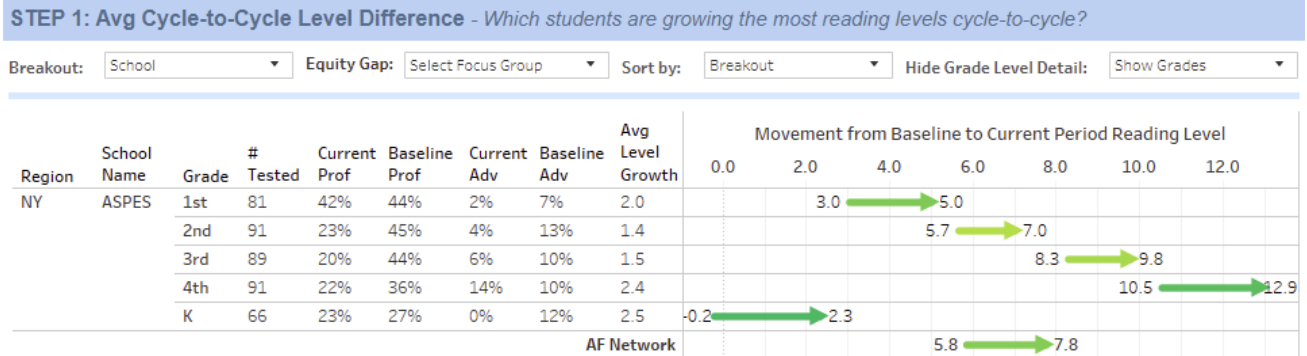 STEP 1: Avg Cycle-to-Cycle Level Difference - Which students are growing the most reading levels cycle-to-cycle?
Breakout: School Equity Gap: Select Focus Group Sort by: Breakout Hide Grade Level Detail: Show Grades
Region School Name Grade # Tested Current Prof Baseline Prof Current Adv Baseline Adv Avg Level Growth Movement from Baseline to Current Period Reading Level
0.0 2.0 4.0 6.0 8.0 10.0 12.0
NY ASPES 1st 81 42% 44% 2% 7% 2.0 3.0 5.0
2nd 91 23% 45% 4% 13% 1.4 5.7 7.0
3rd 89 20% 44% 6% 10% 1.5 8.3 9.8
4th 91 22% 36% 14% 10% 2.4 10.5 12.9
K 66 23% 27% 0% 12% 2.5 -0.2 2.3
AF Network 5.8 7.8